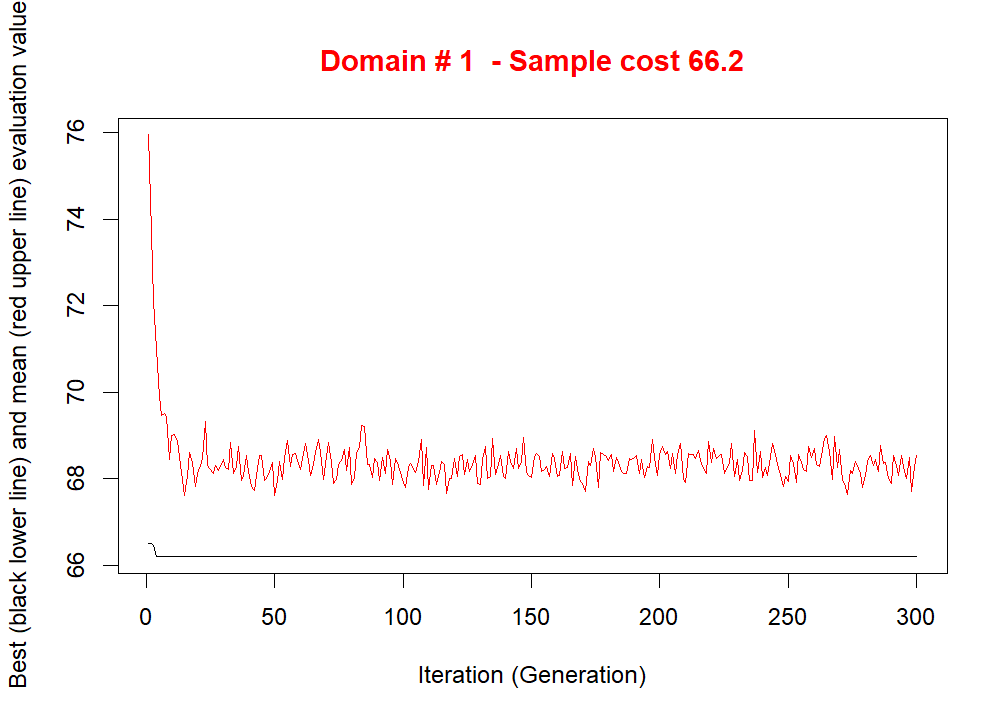 Domain # 1  - Sample cost 66.2
Best (black lower line) and mean (red upper line) evaluation value
76
74
72
70
68
66
0 50 100 150 200 250 300
Iteration (Generation)